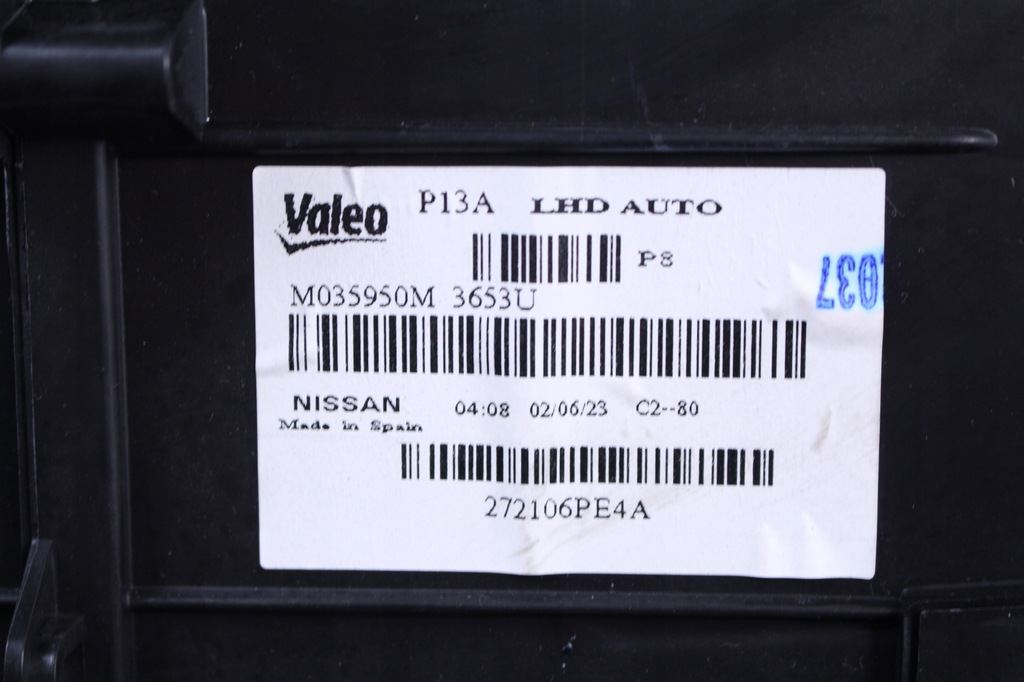 Valeo P13A LHD AUTO
P8
M035950M 3653U
NISSAN 04:08 02/06/23 C2--80
Made in Spain
272106PE4A